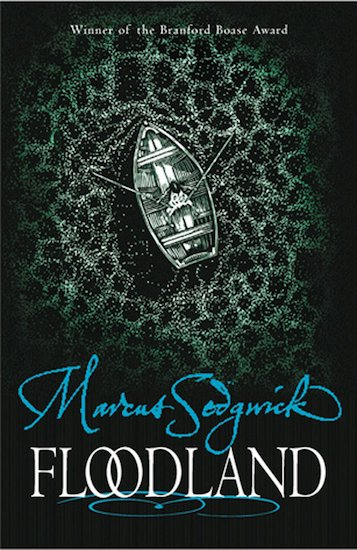 Winner of the Branford Boase Award
Marcus Sedgwick
FLOODLAND